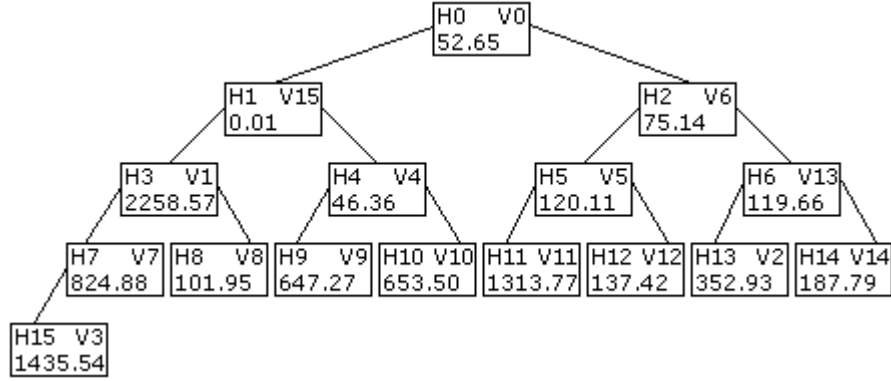 H0 V0
52.65
H1 V15
0.01
H2 V6
75.14
H3 V1
2258.57
H4 V4
46.36
H5 V5
120.11
H6 V13
119.66
H7 V7
824.88
H8 V8
101.95
H9 V9
647.27
H10 V10
653.50
H11 V11
1313.77
H12 V12
137.42
H13 V2
352.93
H14 V14
187.79
H15 V3
1435.54